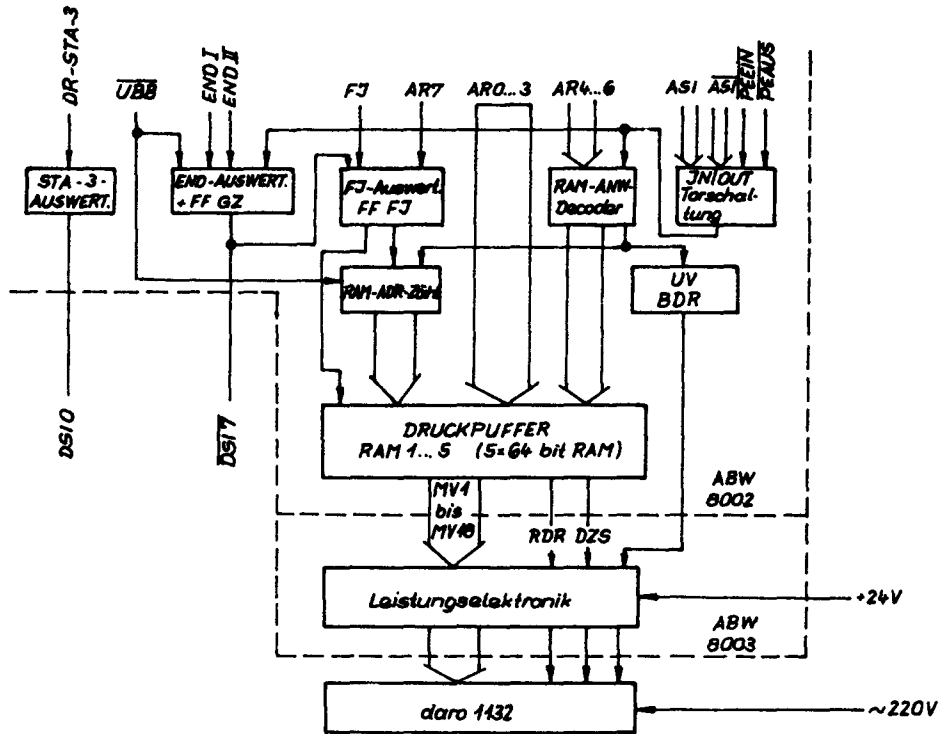 DR-STA-3
UBB
END I
END II
FJ
AR7
AR0...3
AR4...6
ASI
ASI
PEEIN
PEAUS
STA-3-
AUSWERT.
END-AUSWERT.
+ FF GZ
FJ-Auswert.
FF FJ
RAM-ANW-
Decoder
JN/OUT
Torschal-
tung
RAM-ADR-Zähl
UV
BDR
DSI0
DSI7
DRUCKPUFFER
RAM 1...5 (5=64 bit RAM)
ABW
8002
MV1
bis
MV18
RDR DZS
Leistungselektronik
+24V
ABW
8003
daro 1132
~220V